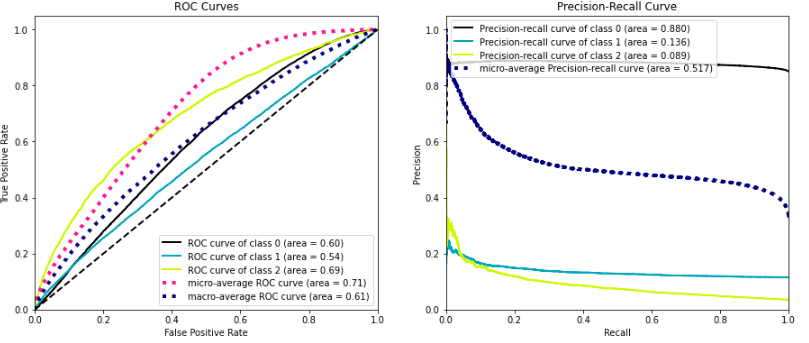 ROC Curves
1.0
0.8
0.6
0.4
0.2
0.0
True Positive Rate
ROC curve of class 0 (area = 0.60)
ROC curve of class 1 (area = 0.54)
ROC curve of class 2 (area = 0.69)
micro-average ROC curve (area = 0.71)
macro-average ROC curve (area = 0.61)
0.0 0.2 0.4 0.6 0.8 1.0
False Positive Rate
Precision-Recall Curve
1.0
0.8
0.6
0.4
0.2
0.0
Precision
Precision-recall curve of class 0 (area = 0.880)
Precision-recall curve of class 1 (area = 0.136)
Precision-recall curve of class 2 (area = 0.089)
micro-average Precision-recall curve (area = 0.517)
0.0 0.2 0.4 0.6 0.8 1.0
Recall